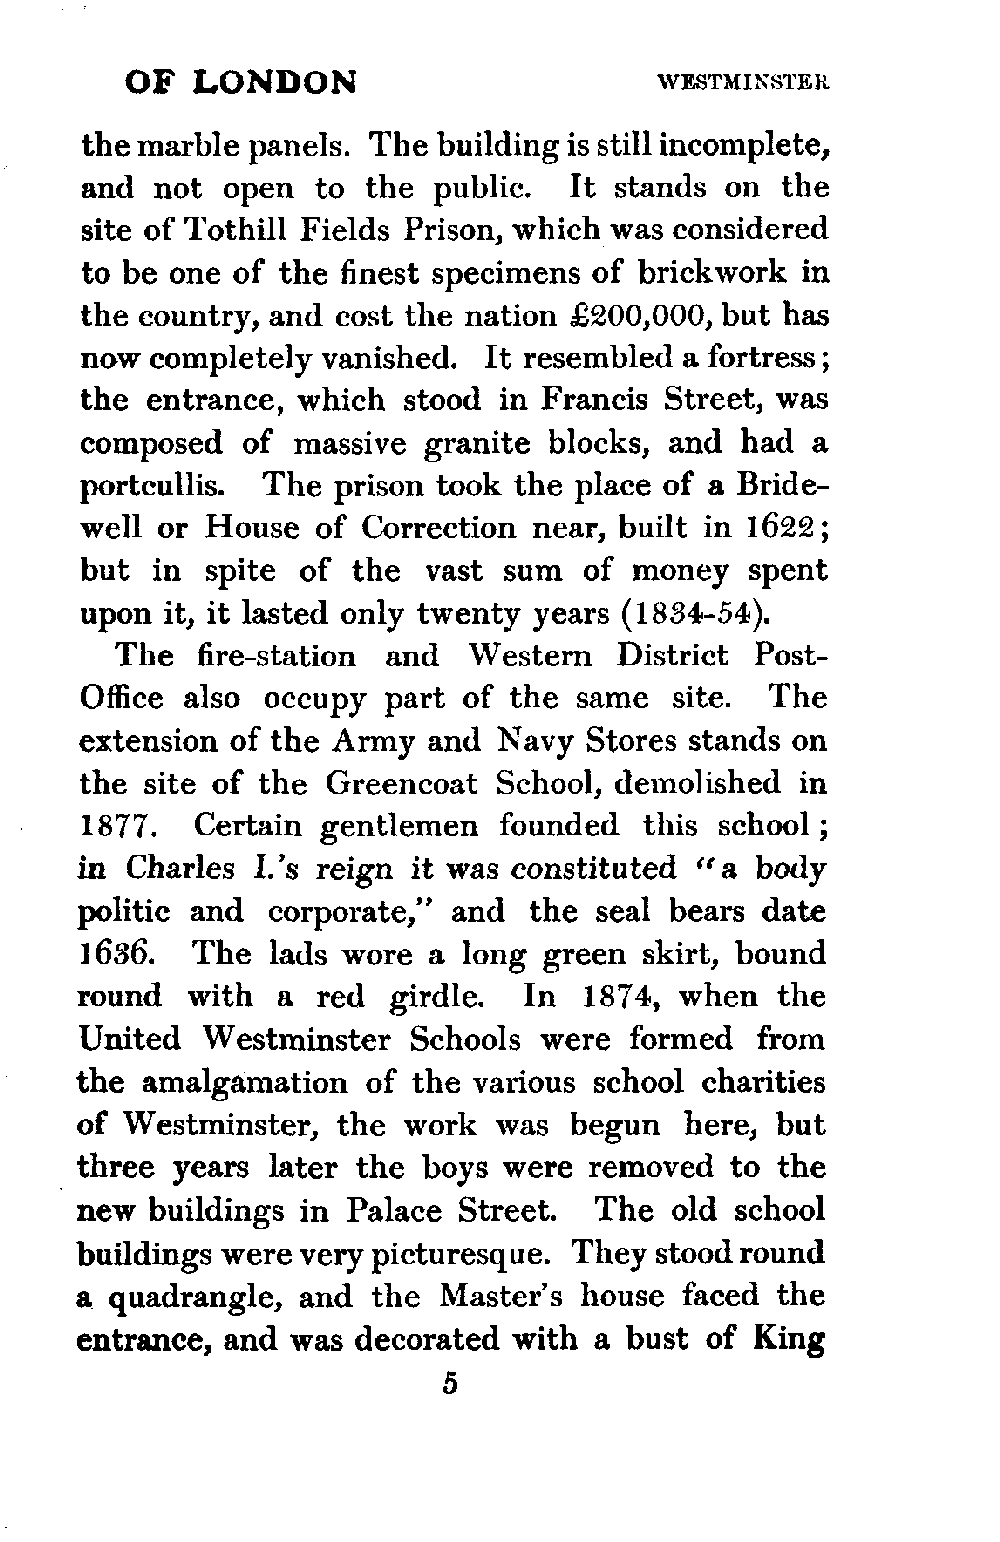 OF LONDON WESTMINSTER
the marble panels. The building is still incomplete,
and not open to the public. It stands on the
site of Tothill Fields Prison, which was considered
to be one of the finest specimens of brickwork in
the country, and cost the nation £200,000, but has
now completely vanished. It resembled a fortress;
the entrance, which stood in Francis Street, was
composed of massive granite blocks, and had a
portcullis. The prison took the place of a Bride-
well or House of Correction near, built in 1622;
but in spite of the vast sum of money spent
upon it, it lasted only twenty years (1834-54).
The fire-station and Western District Post-
Office also occupy part of the same site. The
extension of the Army and Navy Stores stands on
the site of the Greencoat School, demolished in
1877. Certain gentlemen founded this school;
in Charles I.'s reign it was constituted "a body
politic and corporate," and the seal bears date
1636. The lads wore a long green skirt, bound
round with a red girdle. In 1874, when the
United Westminster Schools were formed from
the amalgamation of the various school charities
of Westminster, the work was begun here, but
three years later the boys were removed to the
new buildings in Palace Street. The old school
buildings were very picturesque. They stood round
a quadrangle, and the Master's house faced the
entrance, and was decorated with a bust of King
5